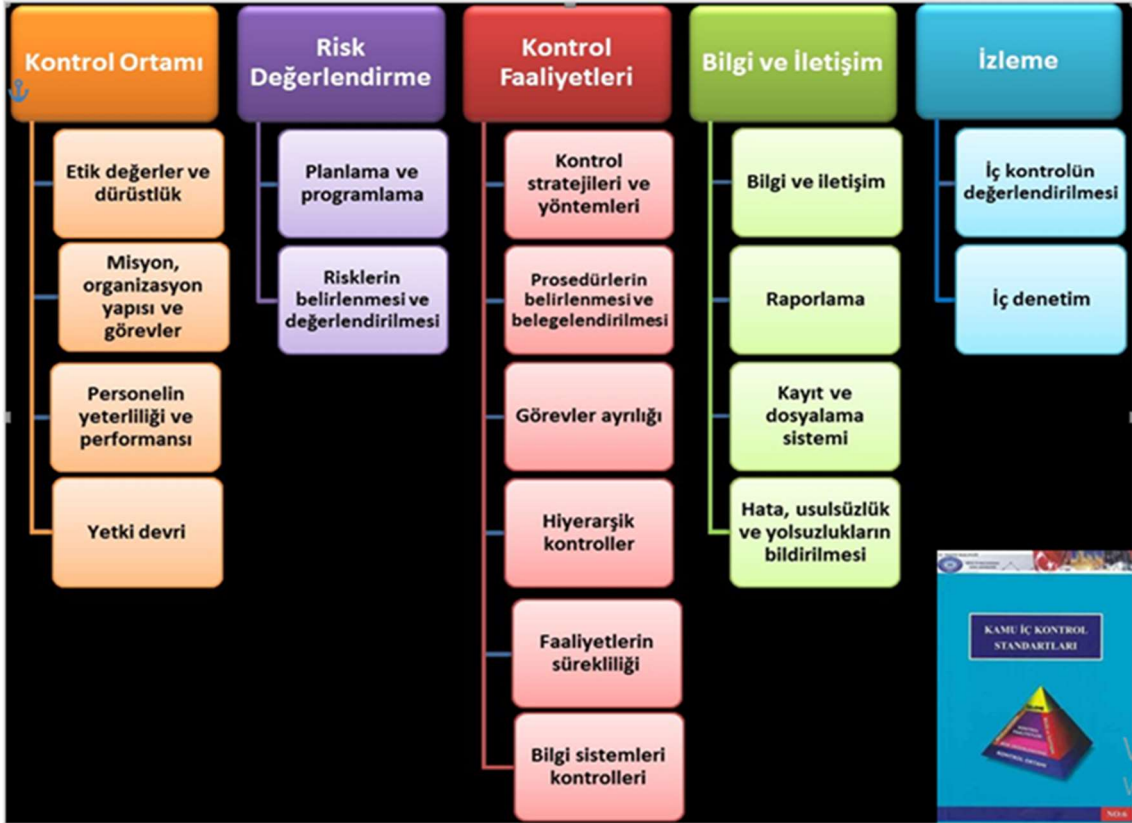 Kontrol Ortamı
Etik değerler ve
dürüstlük
Misyon,
organizasyon
yapısı ve
görevler
Personelin
yeterliliği ve
performansı
Yetki devri
Risk
Değerlendirme
Planlama ve
programlama
Risklerin
belirlenmesi ve
değerlendirilmesi
Kontrol
Faaliyetleri
Kontrol
stratejileri ve
yöntemleri
Prosedürlerin
belirlenmesi ve
belegelendirilmesi
Görevler ayrılığı
Hiyerarşik
kontroller
Faaliyetlerin
sürekliliği
Bilgi sistemleri
kontrolleri
Bilgi ve İletişim
Bilgi ve iletişim
Raporlama
Kayıt ve
dosyalama
sistemi
Hata, usulsüzlük
ve yolsuzlukların
bildirilmesi
İzleme
İç kontrolün
değerlendirilmesi
İç denetim
KAMU İÇ KONTROL
STANDARTLARI
KONTROL ORTAMI
NO:6